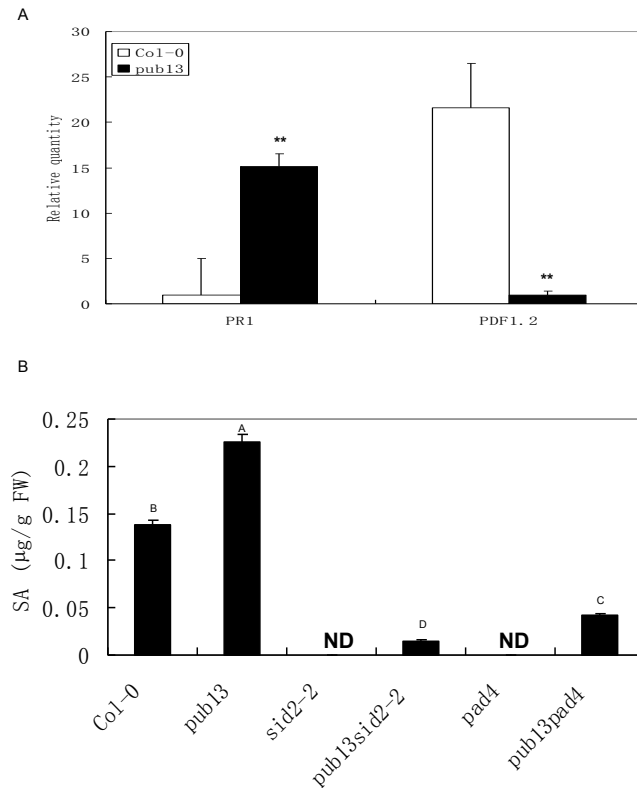 A
30
25
20
15
10
5
0
Relative quantity
Col-0
pub13
**
**
PR1
PDF1.2
B
0.25
0.2
0.15
0.1
0.05
0
SA (μg/g FW)
B
A
ND
D
ND
C
Col-0
pub13
sid2-2
pub13sid2-2
pad4
pub13pad4